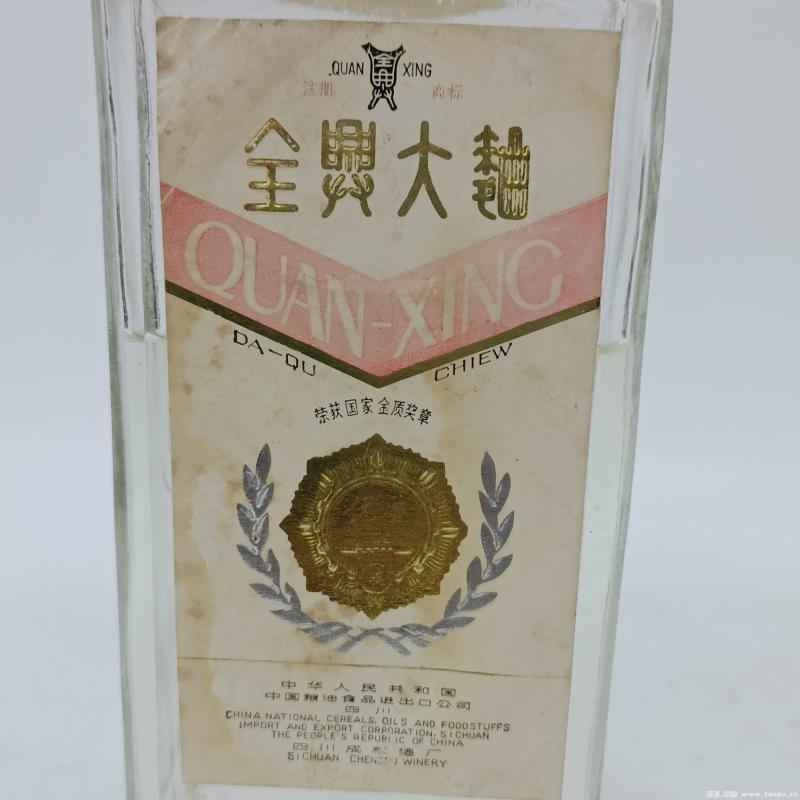 QUAN 全興 XING
注册 商标
全興大麯
QUAN-XING
DA-QU CHIEW
荣获国家金质奖章
中华人民共和国
中国粮油食品进出口公司
四川
CHINA NATIONAL CEREALS, OILS AND FOODSTUFFS
IMPORT AND EXPORT CORPORATION. SICHUAN
THE PEOPLE'S REPUBLIC OF CHINA
四川成都酒厂
SICHUAN CHENGDU WINERY